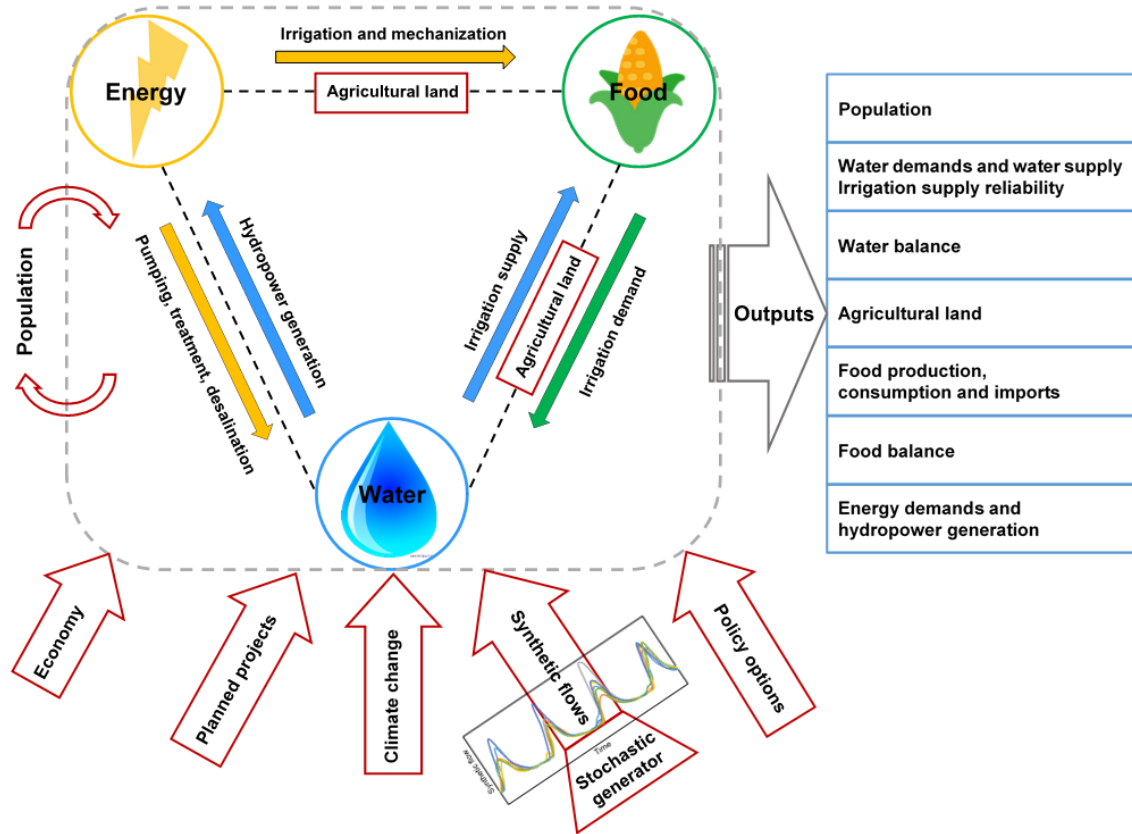 Irrigation and mechanization
Energy
Agricultural land
Food
Population
Pumping, treatment, desalination
Hydropower generation
Irrigation supply
Agricultural land
Irrigation demand
Water
Outputs
Population
Water demands and water supply
Irrigation supply reliability
Water balance
Agricultural land
Food production,
consumption and imports
Food balance
Energy demands and
hydropower generation
Economy
Planned projects
Climate change
Synthetic flows
Policy options
Synthetic flow
Time
Stochastic
generator